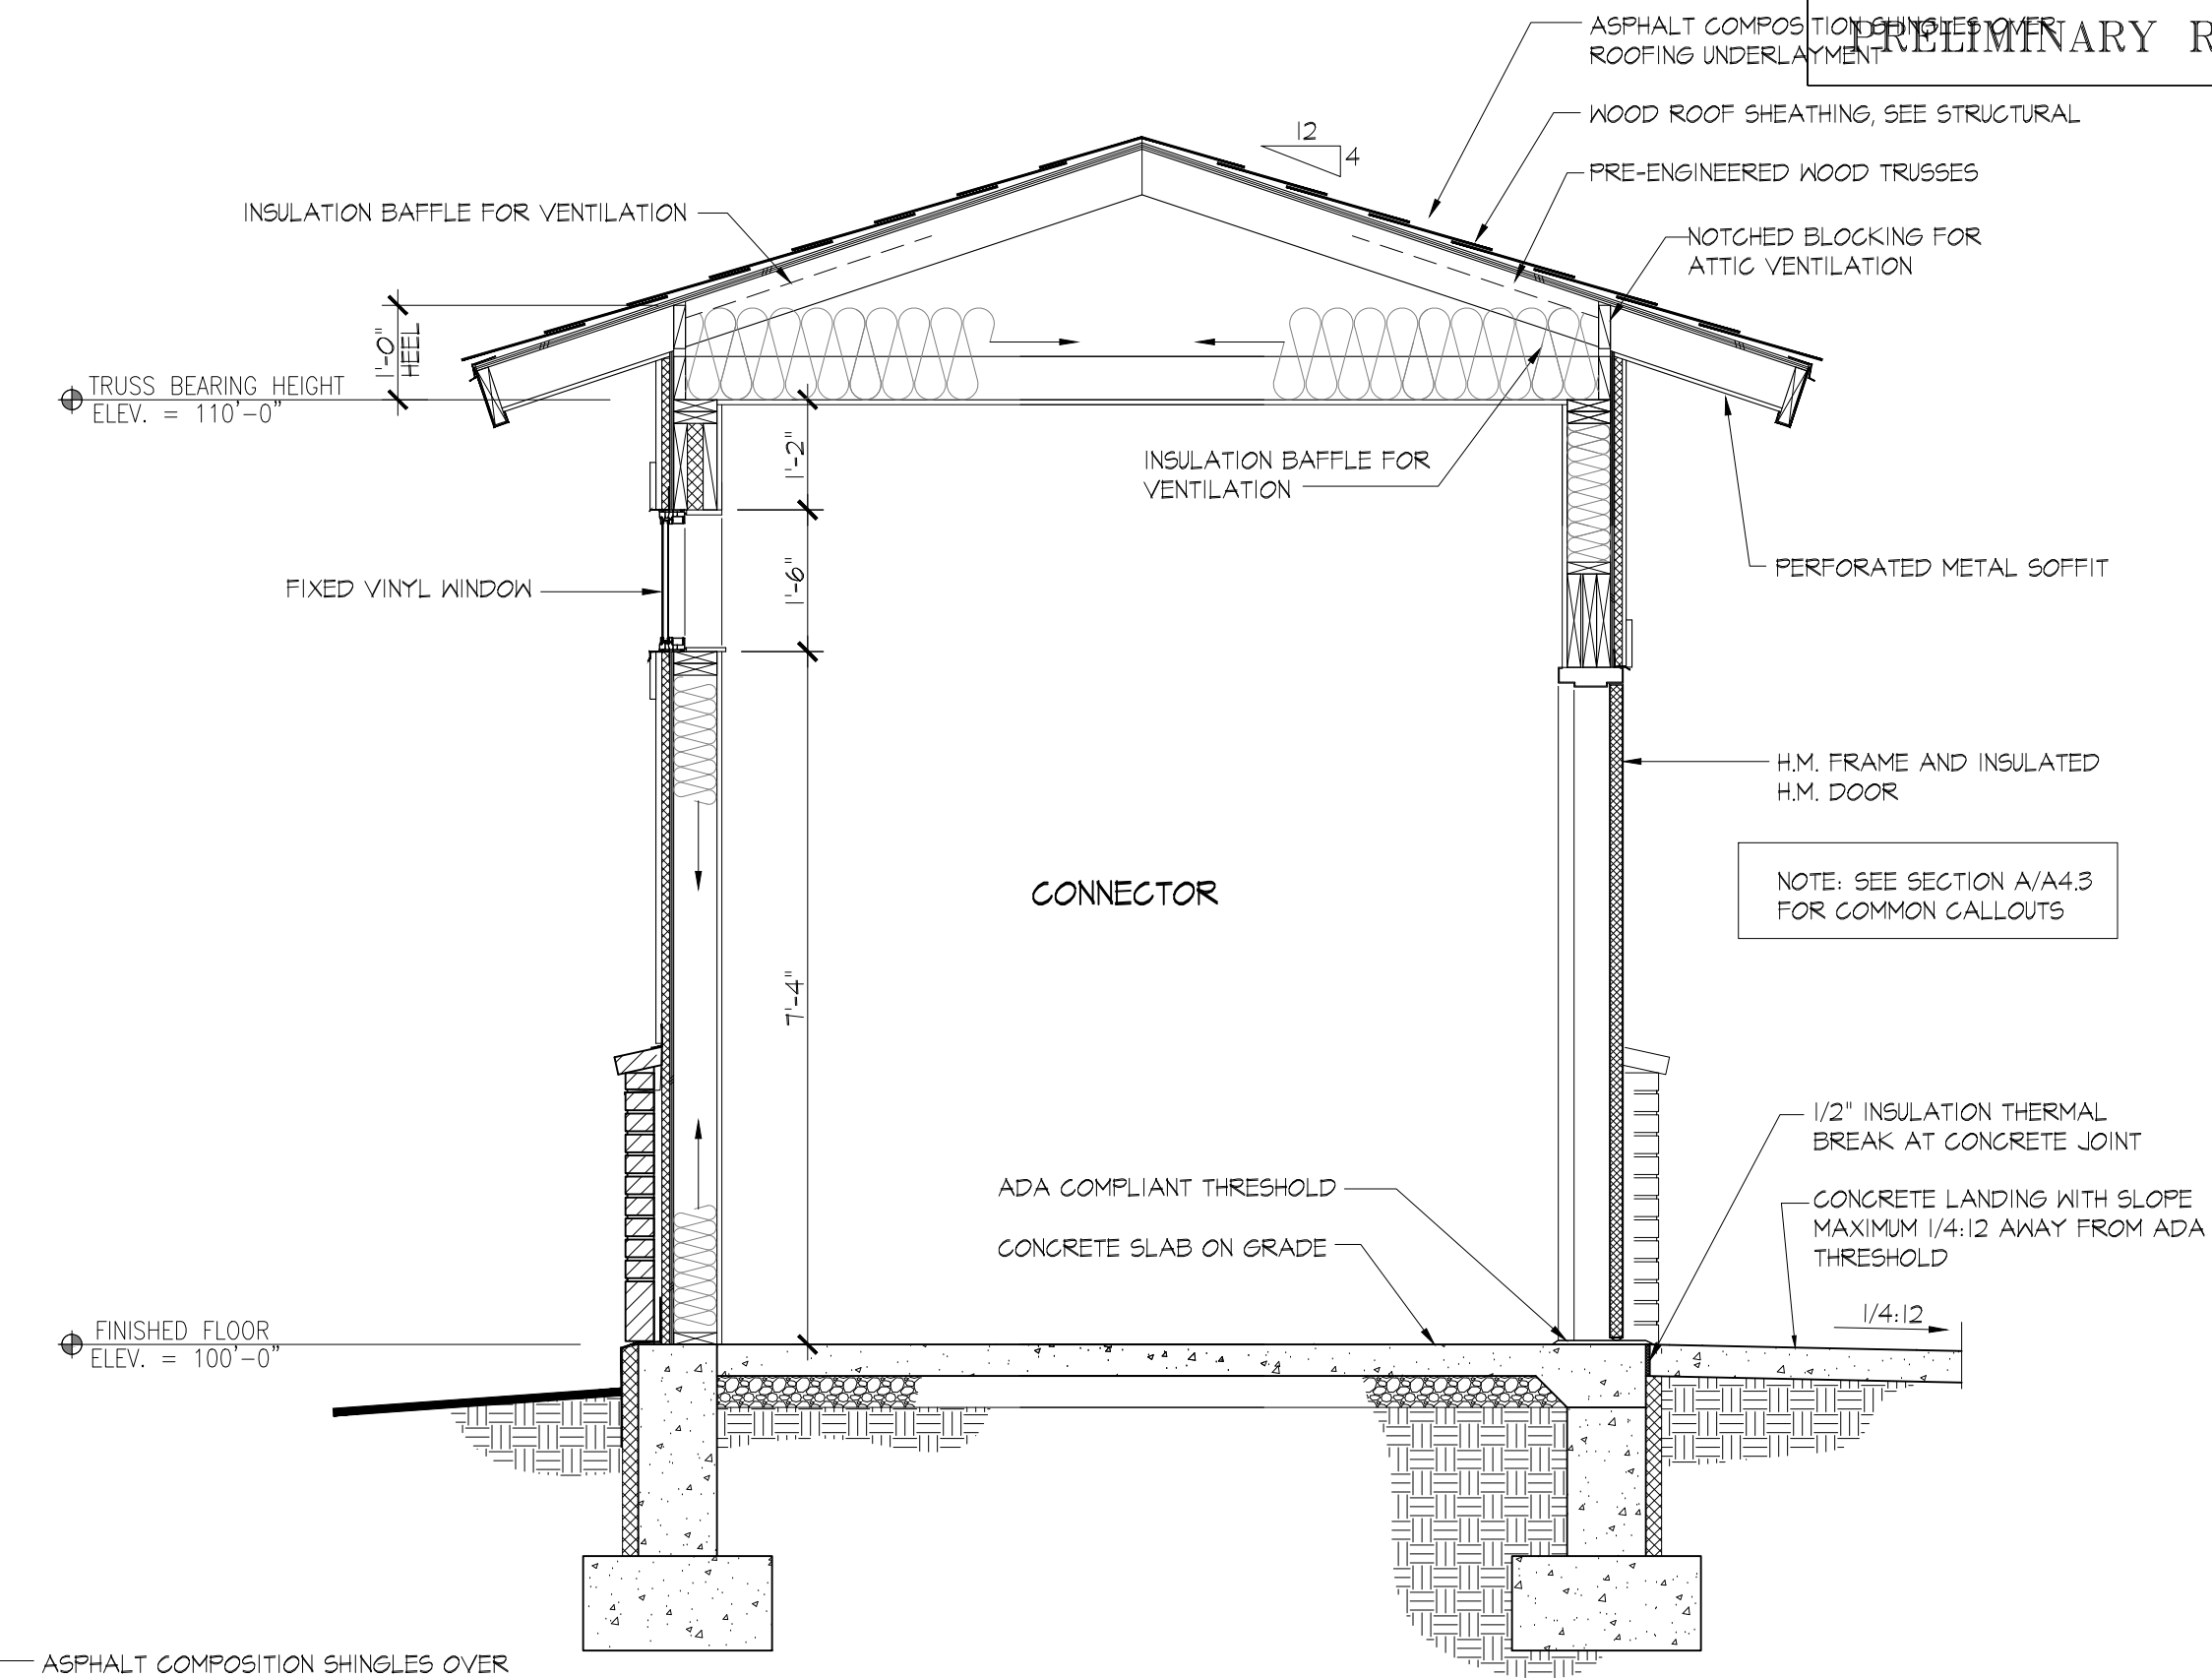 ASPHALT COMPOSITION SHINGLES OVER
ROOFING UNDERLAYMENT
PRELIMINARY R
WOOD ROOF SHEATHING, SEE STRUCTURAL
12
4
PRE-ENGINEERED WOOD TRUSSES
INSULATION BAFFLE FOR VENTILATION
NOTCHED BLOCKING FOR
ATTIC VENTILATION
1'-0"
HEEL
TRUSS BEARING HEIGHT
ELEV. = 110'-0"
1'-2"
INSULATION BAFFLE FOR
VENTILATION
PERFORATED METAL SOFFIT
FIXED VINYL WINDOW
1'-6"
H.M. FRAME AND INSULATED
H.M. DOOR
CONNECTOR
NOTE: SEE SECTION A/A4.3
FOR COMMON CALLOUTS
7'-4"
1/2" INSULATION THERMAL
BREAK AT CONCRETE JOINT
ADA COMPLIANT THRESHOLD
CONCRETE SLAB ON GRADE
CONCRETE LANDING WITH SLOPE
MAXIMUM 1/4:12 AWAY FROM ADA
THRESHOLD
1/4:12
FINISHED FLOOR
ELEV. = 100'-0"
ASPHALT COMPOSITION SHINGLES OVER